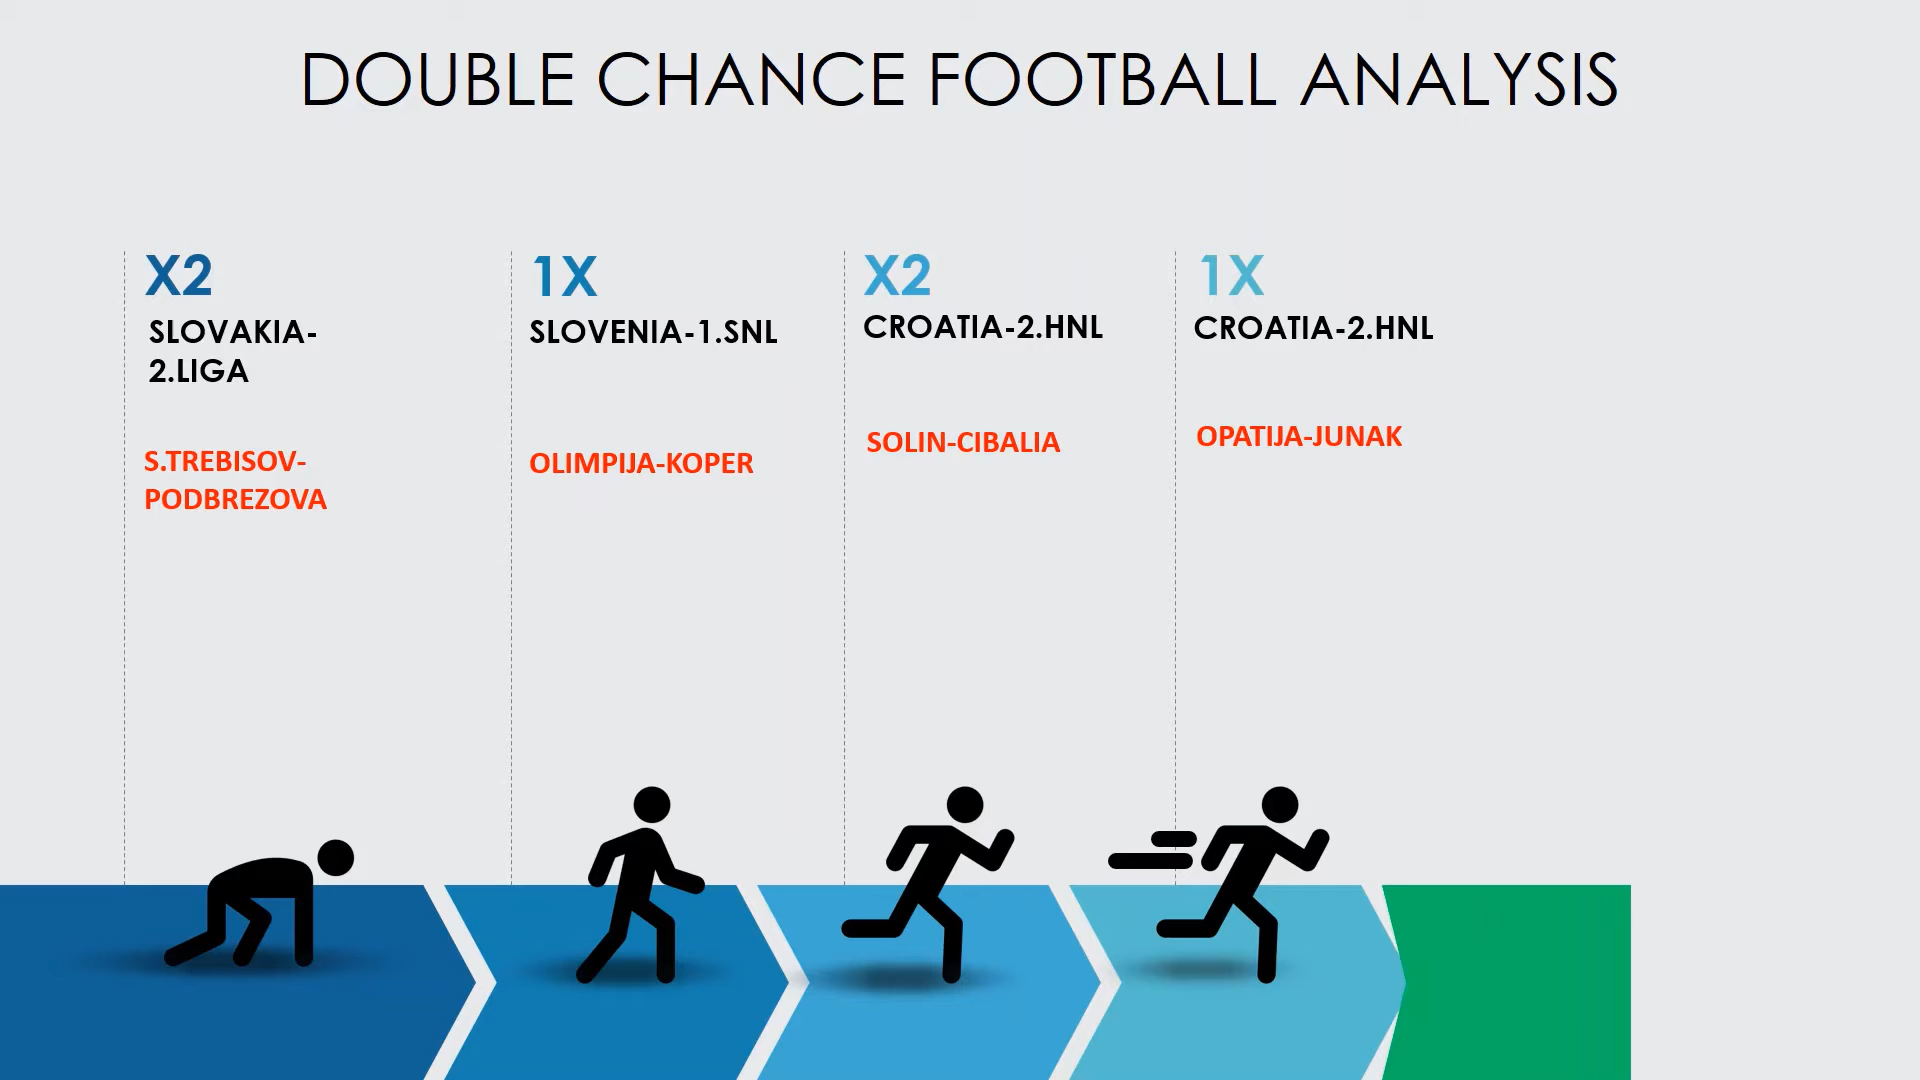 DOUBLE CHANCE FOOTBALL ANALYSIS
X2
SLOVAKIA-
2.LIGA
S.TREBISOV-
PODBREZOVA
1X
SLOVENIA-1.SNL
OLIMPIJA-KOPER
X2
CROATIA-2.HNL
SOLIN-CIBALIA
1X
CROATIA-2.HNL
OPATIJA-JUNAK